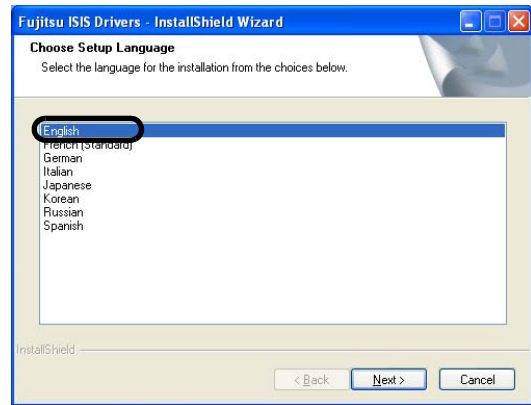 Fujitsu ISIS Drivers - InstallShield Wizard
Choose Setup Language
Select the language for the installation from the choices below.
English
French (Standard)
German
Italian
Japanese
Korean
Russian
Spanish
InstallShield
< Back
Next >
Cancel